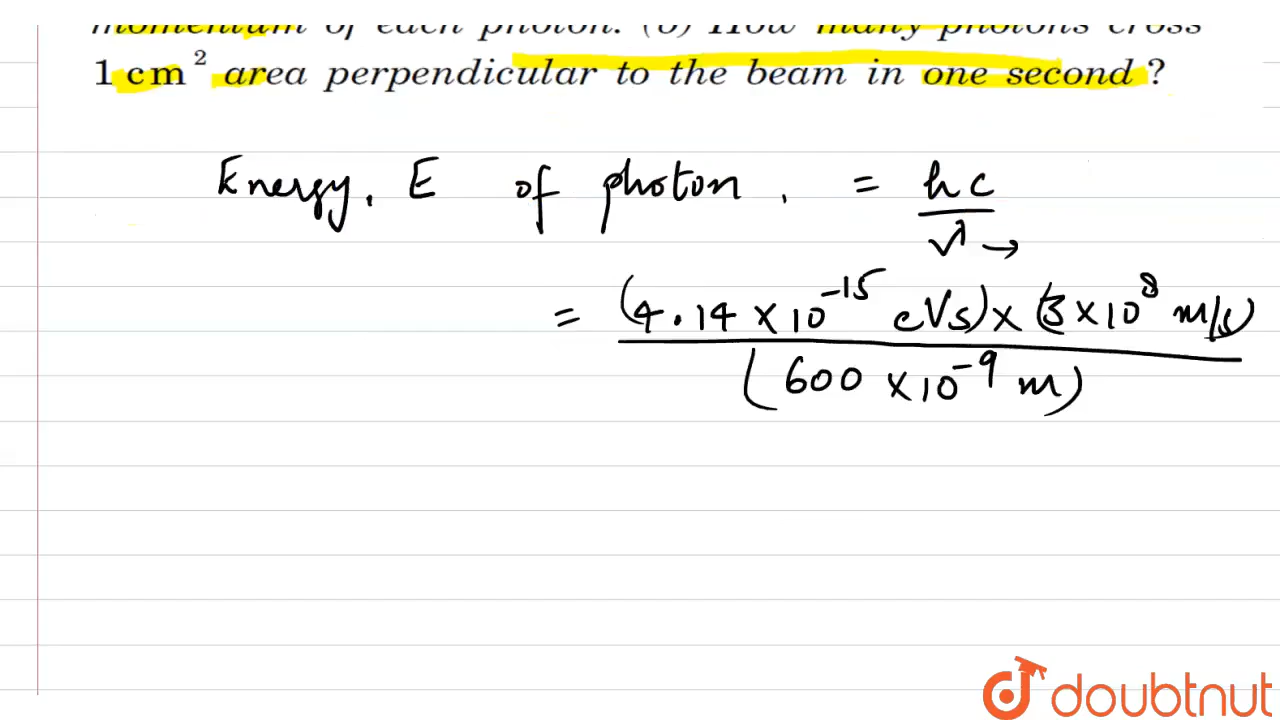 momentum of each photon. (b) How many photons cross
1 cm² area perpendicular to the beam in one second ?
Energy, E of photon, = hc
λ →
= (4.14 × 10⁻¹⁵ eVs) × (3 × 10⁸ m/s)
(600 × 10⁻⁹ m)
doubtnut